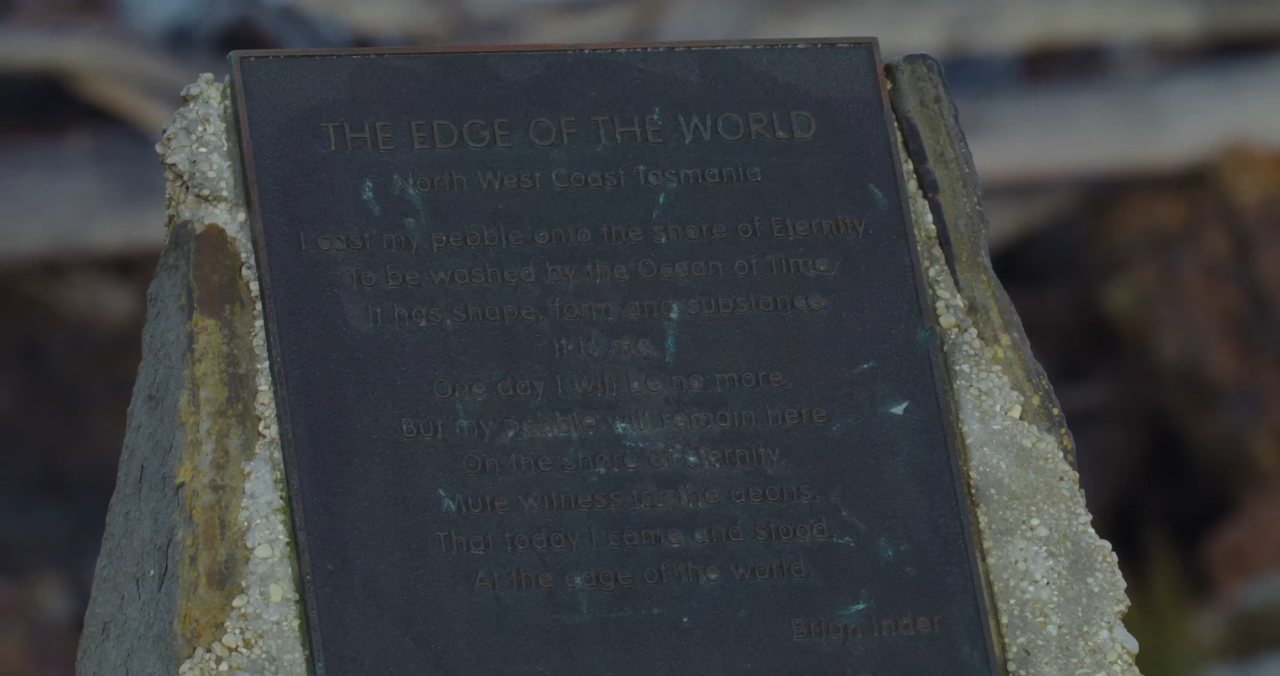 THE EDGE OF THE WORLD
North West Coast Tasmania
I cast my pebble onto the shore of Eternity.
To be washed by the Ocean of Time.
It has shape, form, and substance.
It is me.
One day I will be no more.
But my pebble will remain here
On the shore of Eternity.
Mute witness for the aeons.
That today I came and stood
At the edge of the world.
Brian Inder